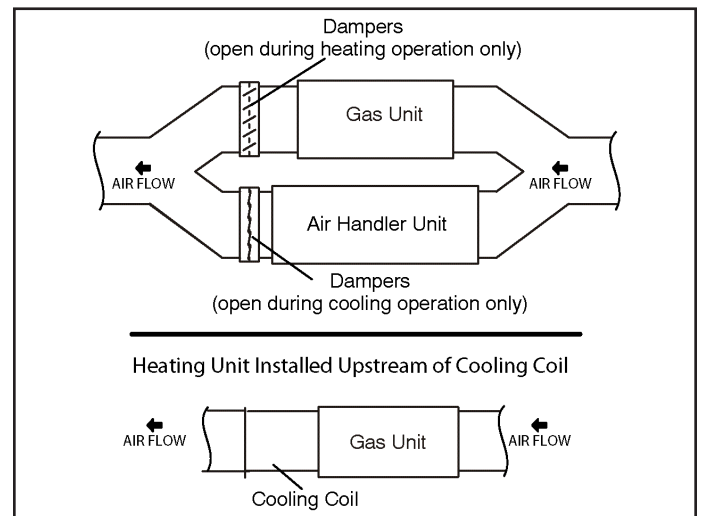 Dampers
(open during heating operation only)
Gas Unit
AIR FLOW
AIR FLOW
Air Handler Unit
Dampers
(open during cooling operation only)
Heating Unit Installed Upstream of Cooling Coil
AIR FLOW
Gas Unit
AIR FLOW
Cooling Coil